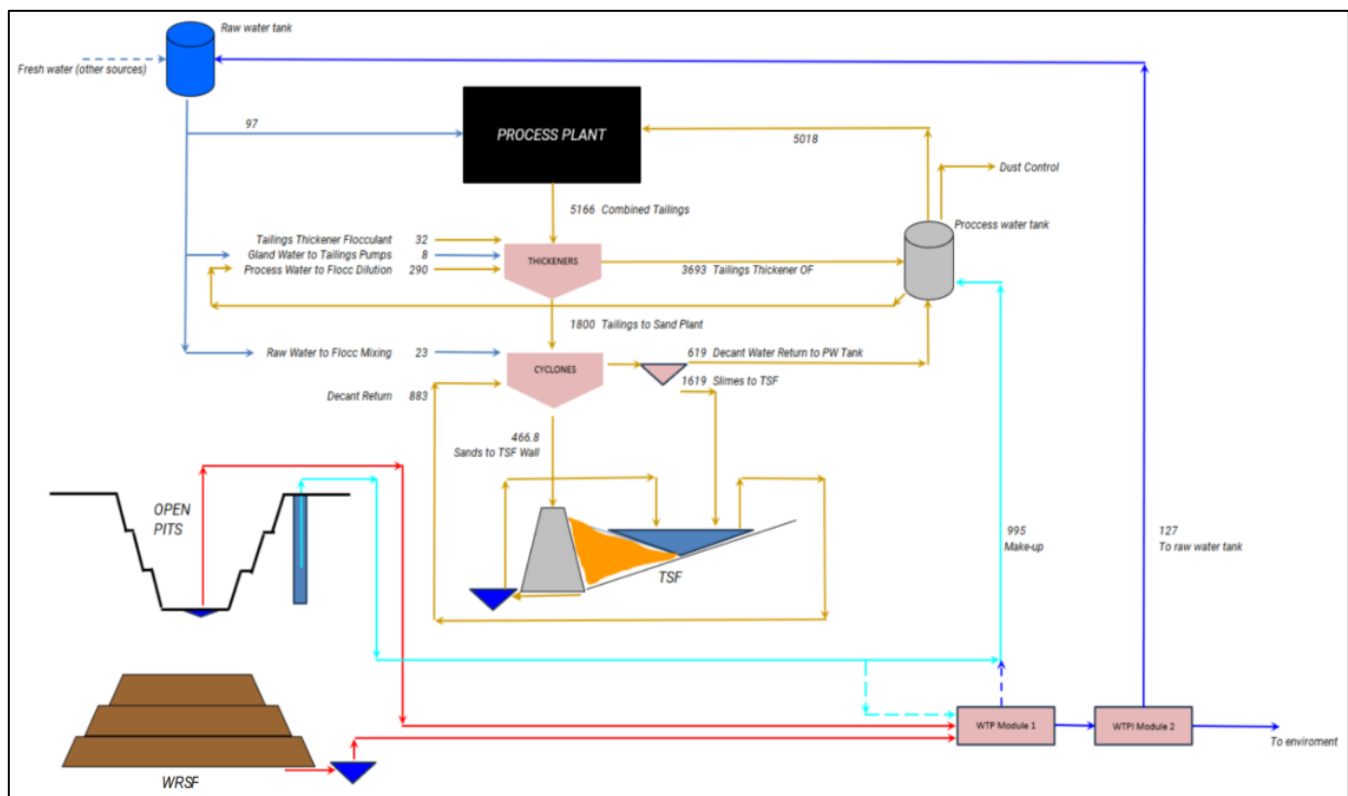 Raw water tank
Fresh water (other sources)
97
PROCESS PLANT
5018
Dust Control
5166 Combined Tailings
Proccess water tank
Tailings Thickener Flocculant 32
Gland Water to Tailings Pumps 8
Process Water to Flocc Dilution 290
THICKENERS
3693 Tailings Thickener OF
1800 Tailings to Sand Plant
Raw Water to Flocc Mixing 23
CYCLONES
619 Decant Water Return to PW Tank
1619 Slimes to TSF
Decant Return 883
466.8
Sands to TSF Wall
OPEN
PITS
TSF
995
Make-up
127
To raw water tank
WTP Module 1
WTPI Module 2
To enviroment
WRSF